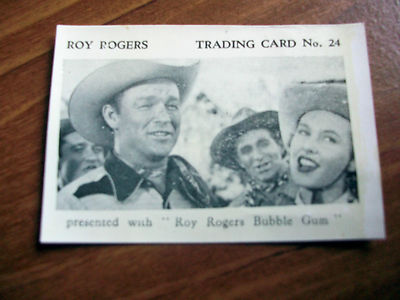 ROY ROGERS TRADING CARD No. 24
presented with "Roy Rogers Bubble Gum"